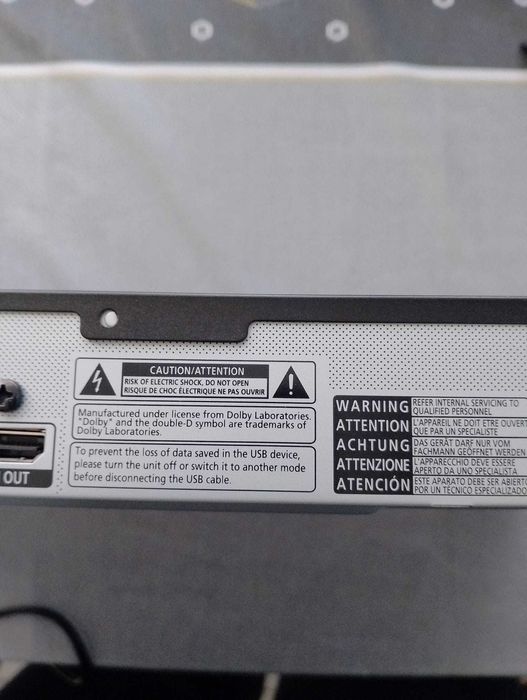 CAUTION/ATTENTION
RISK OF ELECTRIC SHOCK, DO NOT OPEN
RISQUE DE CHOC ÉLECTRIQUE NE PAS OUVRIR
Manufactured under license from Dolby Laboratories.
"Dolby" and the double-D symbol are trademarks of
Dolby Laboratories.
To prevent the loss of data saved in the USB device,
please turn the unit off or switch it to another mode
before disconnecting the USB cable.
OUT
WARNING REFER INTERNAL SERVICING TO
QUALIFIED PERSONNEL
ATTENTION L'APPAREIL NE DOIT ETRE OUVERT
QUE PAR UN SPECIALISTE
ACHTUNG DAS GERÄT DARF NUR VOM
FACHMANN GEÖFFNET WERDEN
ATTENZIONE L'APPARECCHIO DEVE ESSERE
APERTO DA UNO SPECIALISTA
ATENCIÓN ESTE APARATO DEBE SER ABIERTO
POR UN TÉCNICO ESPECIALIZADO